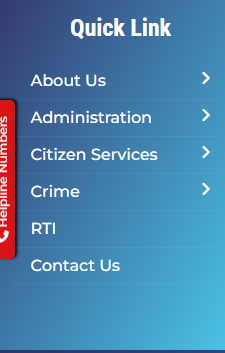 Quick Link
About Us
Administration
Citizen Services
Crime
RTI
Contact Us
Helpline Numbers